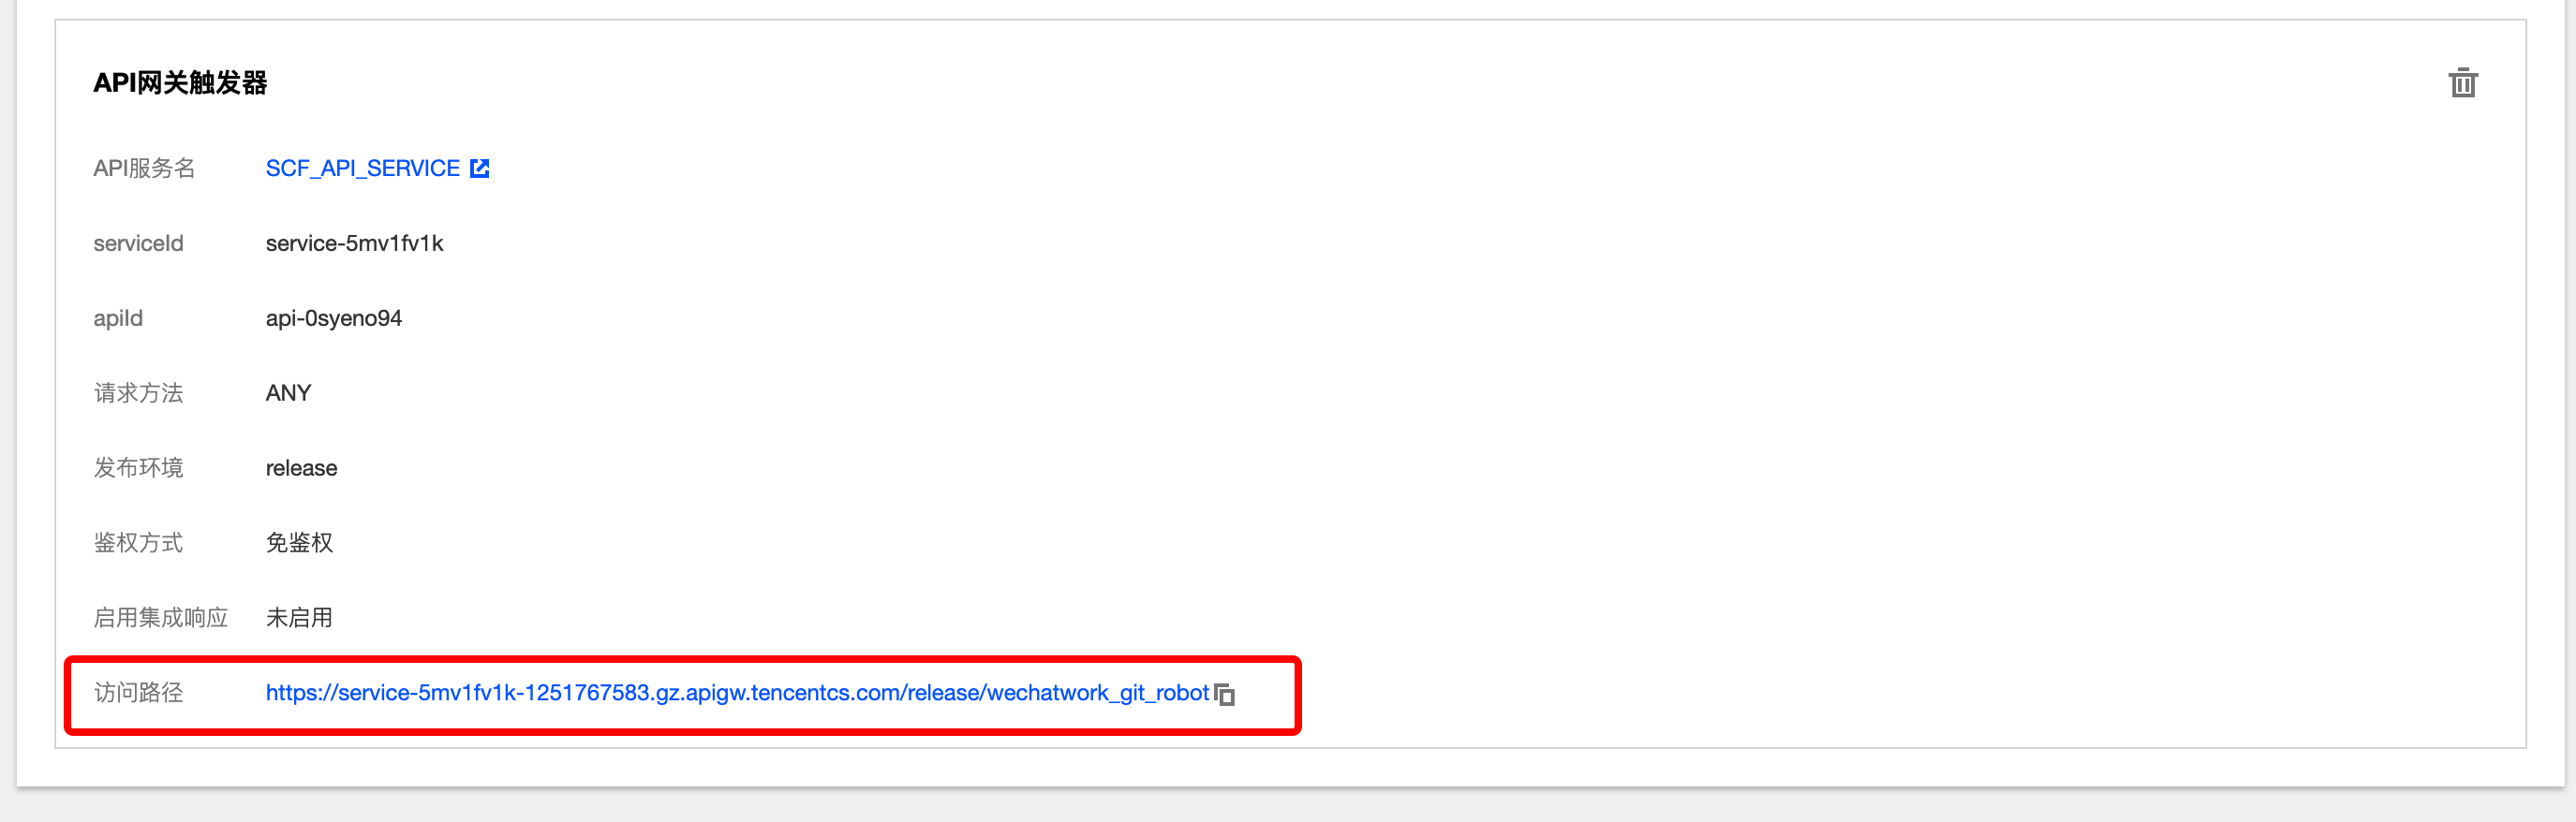 API网关触发器
API服务名 SCF_API_SERVICE
serviceId service-5mv1fv1k
apiId api-0syeno94
请求方法 ANY
发布环境 release
鉴权方式 免鉴权
启用集成响应 未启用
访问路径 https://service-5mv1fv1k-1251767583.gz.apigw.tencentcs.com/release/wechatwork_git_robot